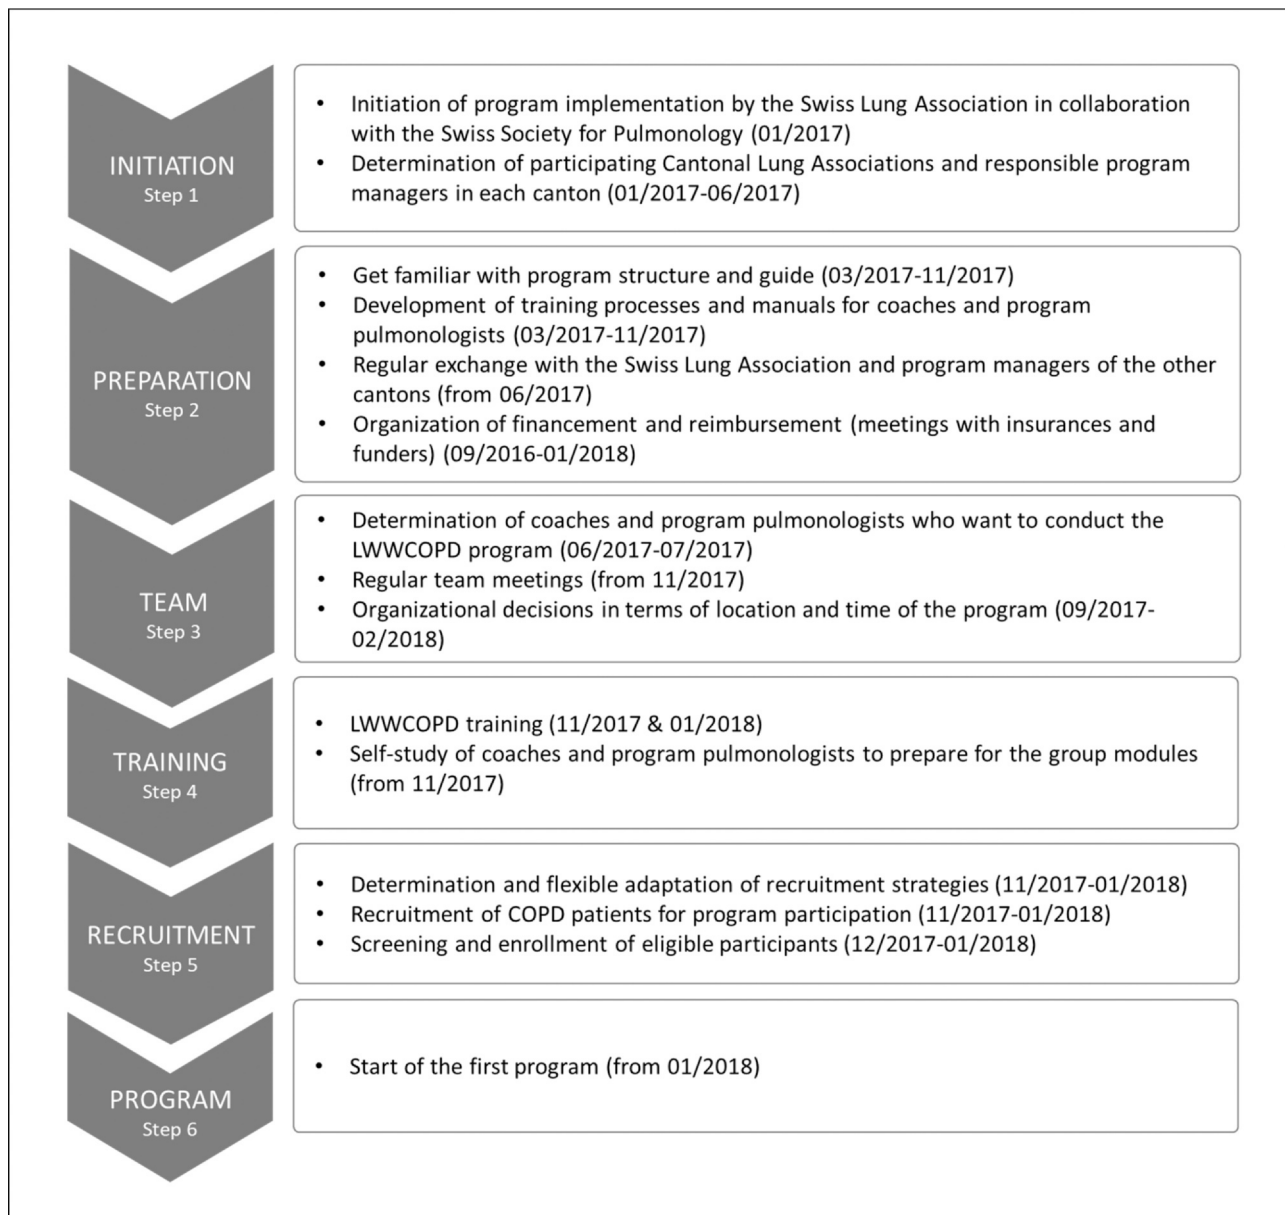 INITIATION
Step 1
• Initiation of program implementation by the Swiss Lung Association in collaboration
with the Swiss Society for Pulmonology (01/2017)
• Determination of participating Cantonal Lung Associations and responsible program
managers in each canton (01/2017-06/2017)
PREPARATION
Step 2
• Get familiar with program structure and guide (03/2017-11/2017)
• Development of training processes and manuals for coaches and program
pulmonologists (03/2017-11/2017)
• Regular exchange with the Swiss Lung Association and program managers of the other
cantons (from 06/2017)
• Organization of financement and reimbursement (meetings with insurances and
funders) (09/2016-01/2018)
TEAM
Step 3
• Determination of coaches and program pulmonologists who want to conduct the
LWWCOPD program (06/2017-07/2017)
• Regular team meetings (from 11/2017)
• Organizational decisions in terms of location and time of the program (09/2017-
02/2018)
TRAINING
Step 4
• LWWCOPD training (11/2017 & 01/2018)
• Self-study of coaches and program pulmonologists to prepare for the group modules
(from 11/2017)
RECRUITMENT
Step 5
• Determination and flexible adaptation of recruitment strategies (11/2017-01/2018)
• Recruitment of COPD patients for program participation (11/2017-01/2018)
• Screening and enrollment of eligible participants (12/2017-01/2018)
PROGRAM
Step 6
• Start of the first program (from 01/2018)